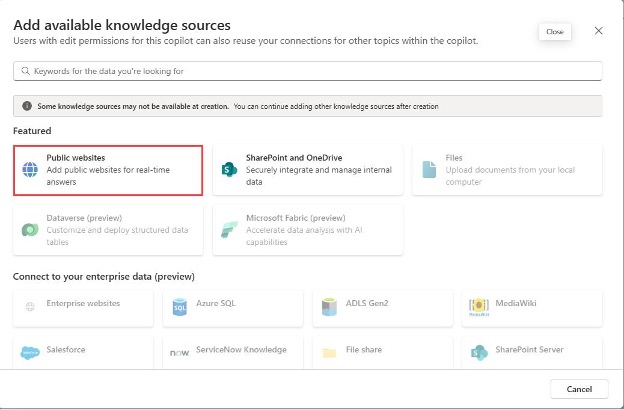 Add available knowledge sources
Users with edit permissions for this copilot can also reuse your connections for other topics within the copilot.
Close
Keywords for the data you're looking for
Some knowledge sources may not be available at creation. You can continue adding other knowledge sources after creation
Featured
Public websites
Add public websites for real-time
answers
SharePoint and OneDrive
Securely integrate and manage internal
data
Files
Upload documents from your local
computer
Dataverse (preview)
Customize and deploy structured data
tables
Microsoft Fabric (preview)
Accelerate data analysis with AI
capabilities
Connect to your enterprise data (preview)
Enterprise websites
SQL
Azure SQL
ADLS Gen2
MediaWiki
Salesforce
now
ServiceNow Knowledge
File share
SharePoint Server
Cancel